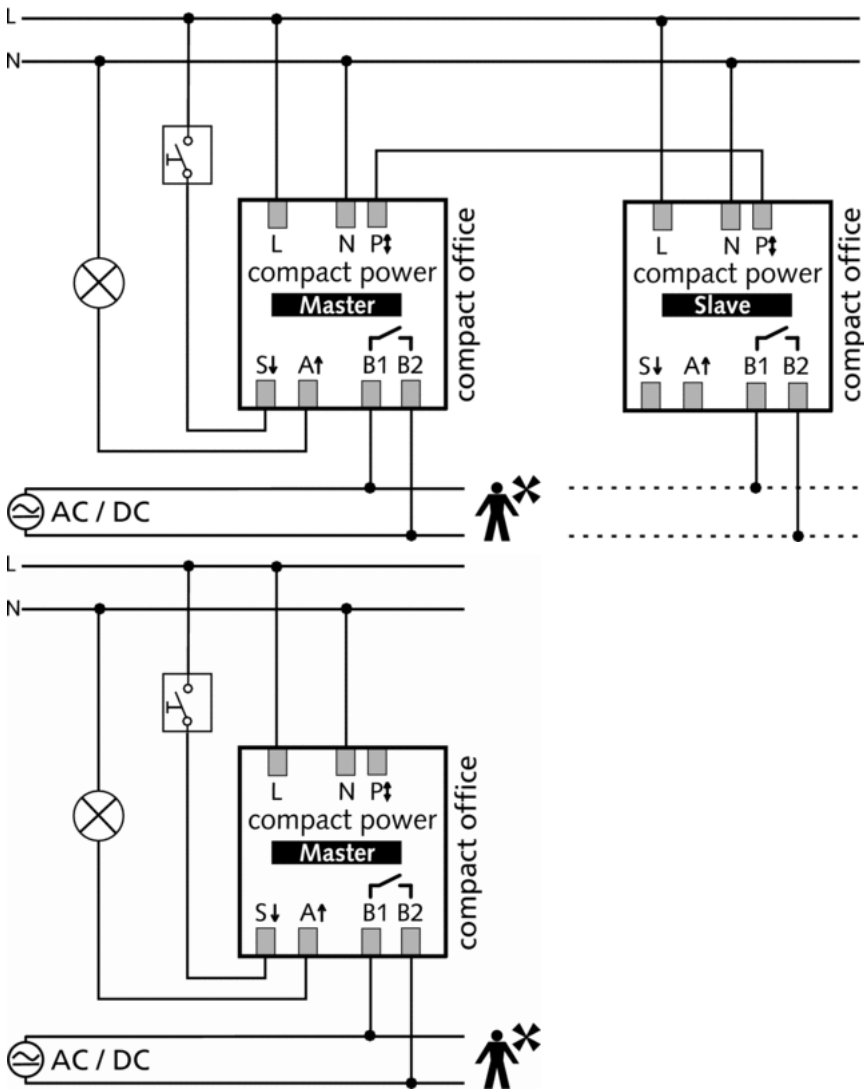 L
N
L N P↕
compact power
Master
S↓ A↑ B1 B2
compact office
L N P↕
compact power
Slave
S↓ A↑ B1 B2
compact office
AC / DC
L
N
L N P↕
compact power
Master
S↓ A↑ B1 B2
compact office
AC / DC